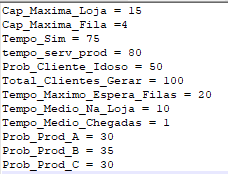 Cap_Maxima_Loja = 15
Cap_Maxima_Fila =4
Tempo_Sim = 75
tempo_serv_prod = 80
Prob_Cliente_Idoso = 50
Total_Clientes_Gerar = 100
Tempo_Maximo_Espera_Filas = 20
Tempo_Medio_Na_Loja = 10
Tempo_Medio_Chegadas = 1
Prob_Prod_A = 30
Prob_Prod_B = 35
Prob_Prod_C = 30